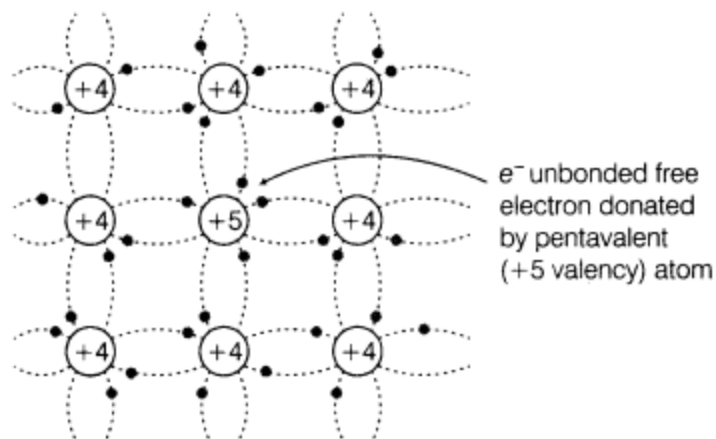 +4 +4 +4
+4 +5 +4
e⁻ unbonded free
electron donated
by pentavalent
(+5 valency) atom
+4 +4 +4